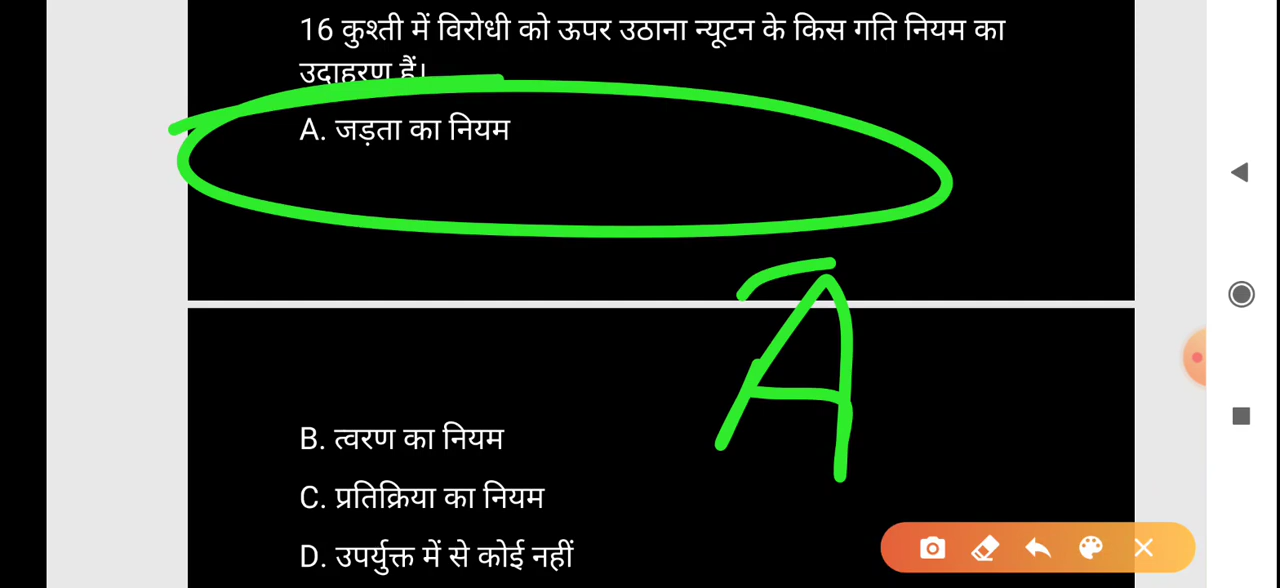 16 कुश्ती में विरोधी को ऊपर उठाना न्यूटन के किस गति नियम का
उदाहरण हैं।
A. जड़ता का नियम
A
B. त्वरण का नियम
C. प्रतिक्रिया का नियम
D. उपर्युक्त में से कोई नहीं